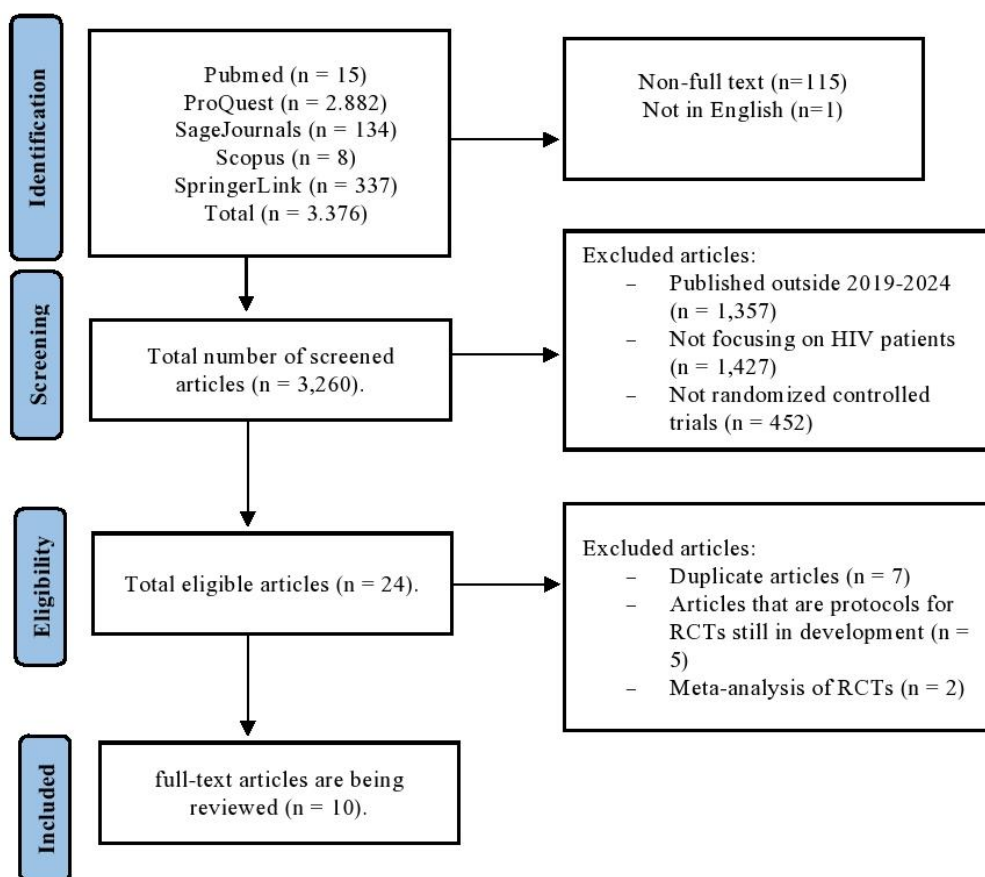 Identification
Pubmed (n = 15)
ProQuest (n = 2.882)
SageJournals (n = 134)
Scopus (n = 8)
SpringerLink (n = 337)
Total (n = 3.376)
Non-full text (n=115)
Not in English (n=1)
Screening
Total number of screened
articles (n = 3,260).
Excluded articles:
– Published outside 2019-2024
(n = 1,357)
– Not focusing on HIV patients
(n = 1,427)
– Not randomized controlled
trials (n = 452)
Eligibility
Total eligible articles (n = 24).
Excluded articles:
– Duplicate articles (n = 7)
– Articles that are protocols for
RCTs still in development (n =
5)
– Meta-analysis of RCTs (n = 2)
Included
full-text articles are being
reviewed (n = 10).